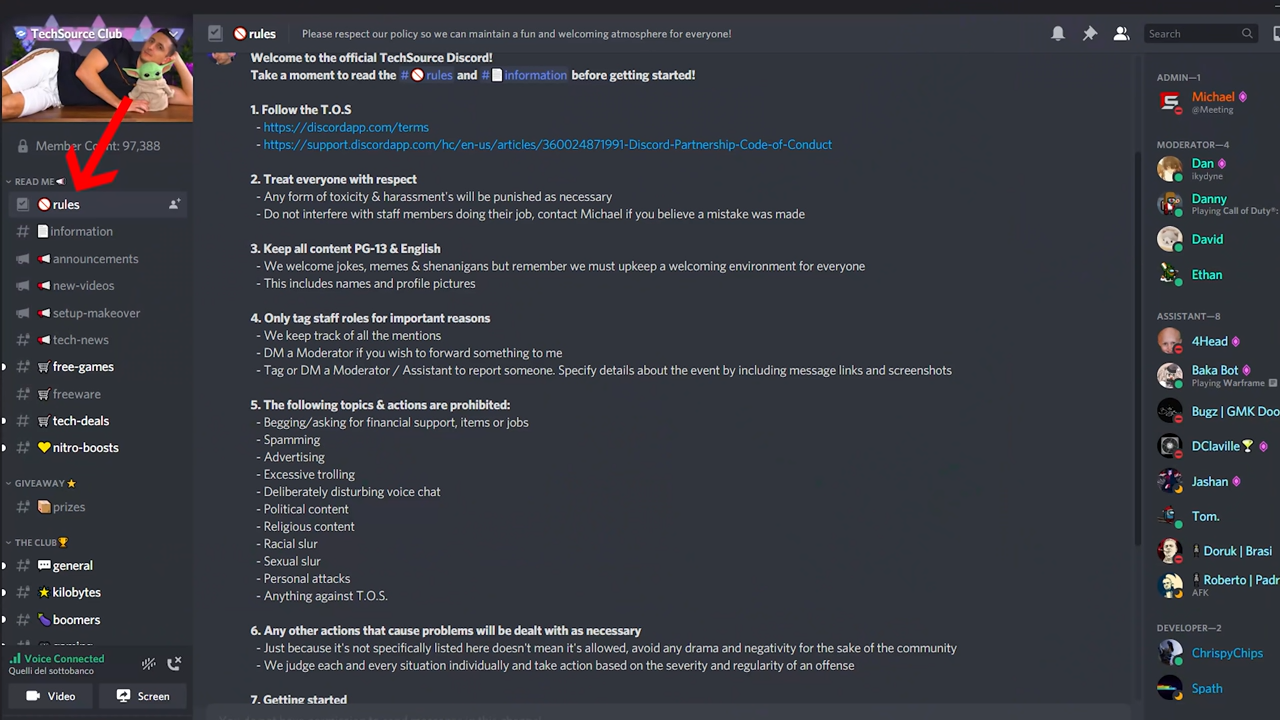 TechSource Club
Member Count: 97,388
READ ME
rules
information
announcements
new-videos
setup-makeover
tech-news
free-games
freeware
tech-deals
nitro-boosts
GIVEAWAY
prizes
THE CLUB
general
kilobytes
boomers
Voice Connected
Quelli del sottobanco
Video
Screen
rules
Please respect our policy so we can maintain a fun and welcoming atmosphere for everyone!
Search
Welcome to the official TechSource Discord!
Take a moment to read the # rules and # information before getting started!
1. Follow the T.O.S
- https://discordapp.com/terms
- https://support.discordapp.com/hc/en-us/articles/360024871991-Discord-Partnership-Code-of-Conduct
2. Treat everyone with respect
- Any form of toxicity & harassment's will be punished as necessary
- Do not interfere with staff members doing their job, contact Michael if you believe a mistake was made
3. Keep all content PG-13 & English
- We welcome jokes, memes & shenanigans but remember we must upkeep a welcoming environment for everyone
- This includes names and profile pictures
4. Only tag staff roles for important reasons
- We keep track of all the mentions
- DM a Moderator if you wish to forward something to me
- Tag or DM a Moderator / Assistant to report someone. Specify details about the event by including message links and screenshots
5. The following topics & actions are prohibited:
- Begging/asking for financial support, items or jobs
- Spamming
- Advertising
- Excessive trolling
- Deliberately disturbing voice chat
- Political content
- Religious content
- Racial slur
- Sexual slur
- Personal attacks
- Anything against T.O.S.
6. Any other actions that cause problems will be dealt with as necessary
- Just because it's not specifically listed here doesn't mean it's allowed, avoid any drama and negativity for the sake of the community
- We judge each and every situation individually and take action based on the severity and regularity of an offense
7. Getting started
ADMIN—1
Michael
@Meeting
MODERATOR—4
Dan
ikydyne
Danny
Playing Call of Duty®:
David
Ethan
ASSISTANT—8
4Head
Baka Bot
Playing Warframe
Bugz | GMK Doo
DClaville
Jashan
Tom.
Doruk | Brasi
Roberto | Padr
AFK
DEVELOPER—2
ChrispyChips
Spath